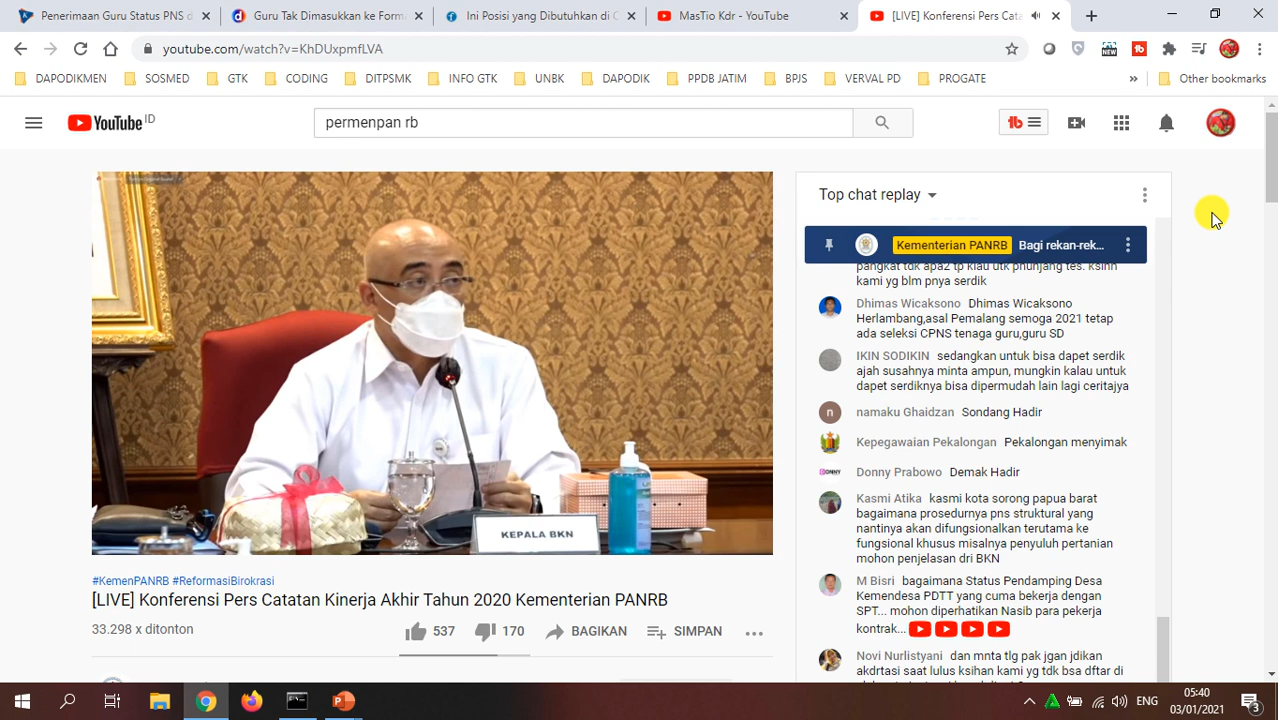 Penerimaan Guru Status PNS d
Guru Tak Dimasukkan ke Forma
Ini Posisi yang Dibutuhkan di C
MasTio Kdr - YouTube
[LIVE] Konferensi Pers Cata
youtube.com/watch?v=KhDUxpmfLVA
NEW
DAPODIKMEN
SOSMED
GTK
CODING
DITPSMK
INFO GTK
UNBK
DAPODIK
PPDB JATIM
BPJS
VERVAL PD
PROGATE
»
Other bookmarks
YouTube ID
permenpan rb
Top chat replay
Kementerian PANRB Bagi rekan-rek...
pangkat tdk apa2 tp klau utk pnunjang tes. ksihn
kami yg blm pnya serdik
Dhimas Wicaksono Dhimas Wicaksono
Herlambang,asal Pemalang semoga 2021 tetap
ada seleksi CPNS tenaga guru,guru SD
IKIN SODIKIN sedangkan untuk bisa dapet serdik
ajah susahnya minta ampun, mungkin kalau untuk
dapet serdiknya bisa dipermudah lain lagi ceritajya
n namaku Ghaidzan Sondang Hadir
Kepegawaian Pekalongan Pekalongan menyimak
DONNY Donny Prabowo Demak Hadir
Kasmi Atika kasmi kota sorong papua barat
bagaimana prosedurnya pns struktural yang
nantinya akan difungsionalkan terutama ke
fungsional khusus misalnya penyuluh pertanian
mohon penjelasan dri BKN
M Bisri bagaimana Status Pendamping Desa
Kemendesa PDTT yang cuma bekerja dengan
SPT... mohon diperhatikan Nasib para pekerja
kontrak...
Novi Nurlistyani dan mnta tlg pak jgan jdikan
akdrtasi saat lulus ksihan kami yg tdk bsa dftar di
KEPALA BKN
#KemenPANRB #ReformasiBirokrasi
[LIVE] Konferensi Pers Catatan Kinerja Akhir Tahun 2020 Kementerian PANRB
33.298 x ditonton
537
170
BAGIKAN
SIMPAN
ENG
05:40
03/01/2021
3